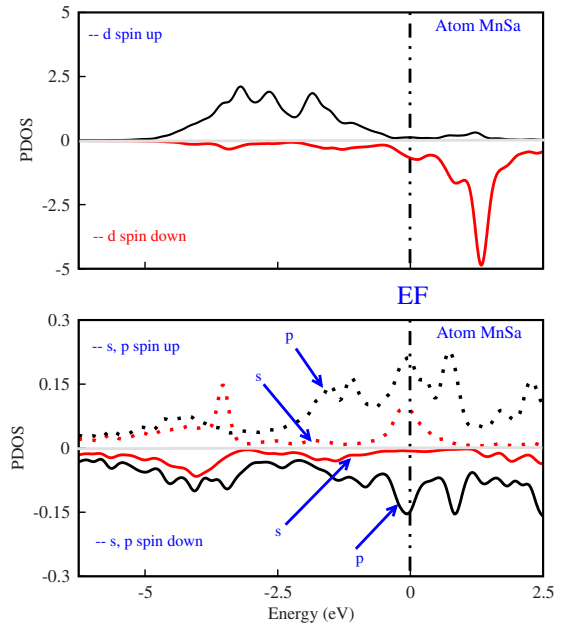 5
-- d spin up
Atom MnSa
2.5
0
PDOS
-2.5
-- d spin down
-5
EF
0.3
-- s, p spin up
Atom MnSa
p
s
0.15
0
PDOS
-0.15
s
-- s, p spin down
p
-0.3
-5
-2.5
0
2.5
Energy (eV)